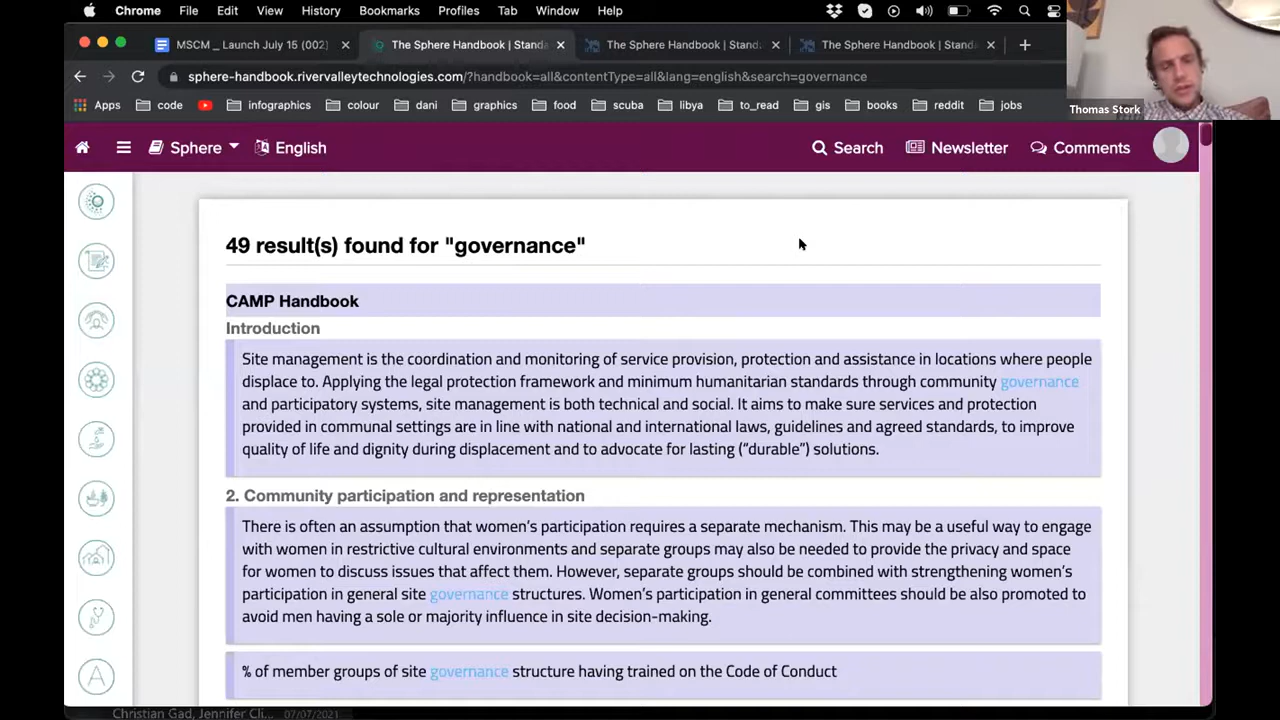 Chrome File Edit View History Bookmarks Profiles Tab Window Help
MSCM _ Launch July 15 (002) The Sphere Handbook | Standa The Sphere Handbook | Standa The Sphere Handbook | Standa
sphere-handbook.rivervalleytechnologies.com/?handbook=all&contentType=all&lang=english&search=governance
Apps code infographics colour dani graphics food scuba libya to_read gis books reddit jobs
Thomas Stork
Sphere English Search Newsletter Comments
49 result(s) found for "governance"
CAMP Handbook
Introduction
Site management is the coordination and monitoring of service provision, protection and assistance in locations where people
displace to. Applying the legal protection framework and minimum humanitarian standards through community governance
and participatory systems, site management is both technical and social. It aims to make sure services and protection
provided in communal settings are in line with national and international laws, guidelines and agreed standards, to improve
quality of life and dignity during displacement and to advocate for lasting (“durable”) solutions.
2. Community participation and representation
There is often an assumption that women’s participation requires a separate mechanism. This may be a useful way to engage
with women in restrictive cultural environments and separate groups may also be needed to provide the privacy and space
for women to discuss issues that affect them. However, separate groups should be combined with strengthening women’s
participation in general site governance structures. Women’s participation in general committees should be also promoted to
avoid men having a sole or majority influence in site decision-making.
% of member groups of site governance structure having trained on the Code of Conduct
Christian Gad, Jennifer Cli... 07/07/2021